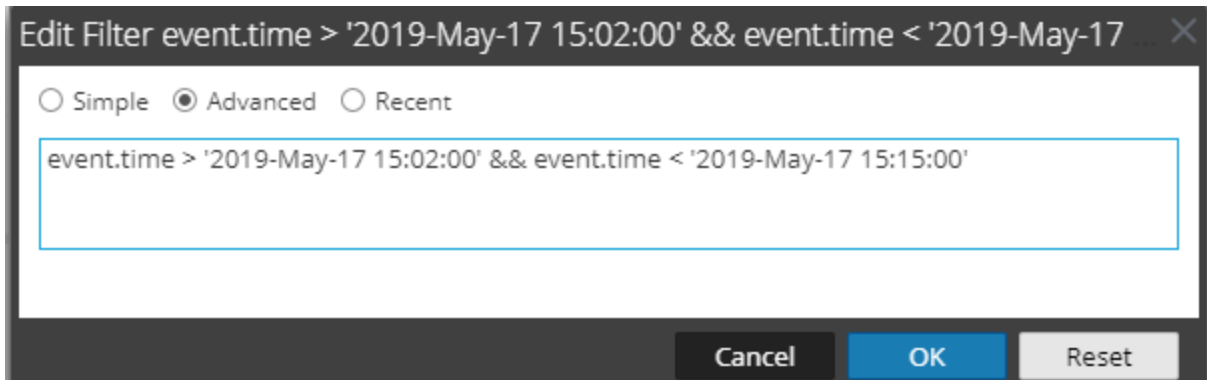 Edit Filter event.time > '2019-May-17 15:02:00' && event.time < '2019-May-17 ...
Simple Advanced Recent
event.time > '2019-May-17 15:02:00' && event.time < '2019-May-17 15:15:00'
Cancel OK Reset